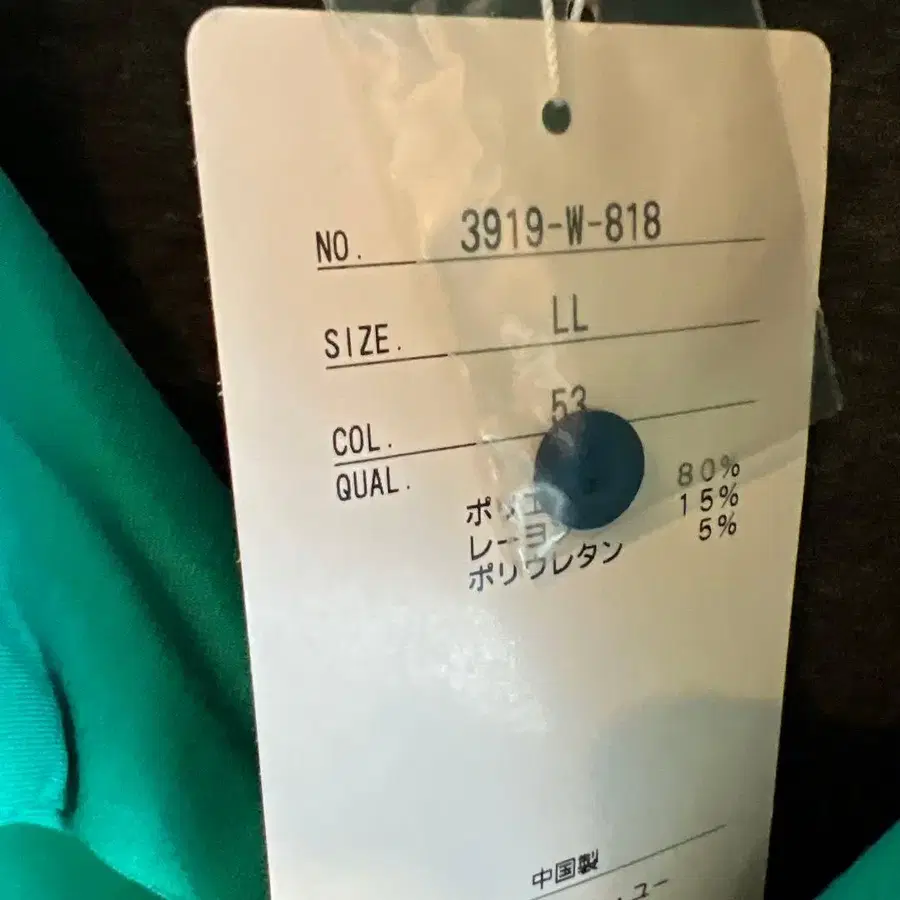 NO. 3919-W-818
SIZE. LL
COL. 53
QUAL.
80%
15%
ポリウレタン 5%
中国製